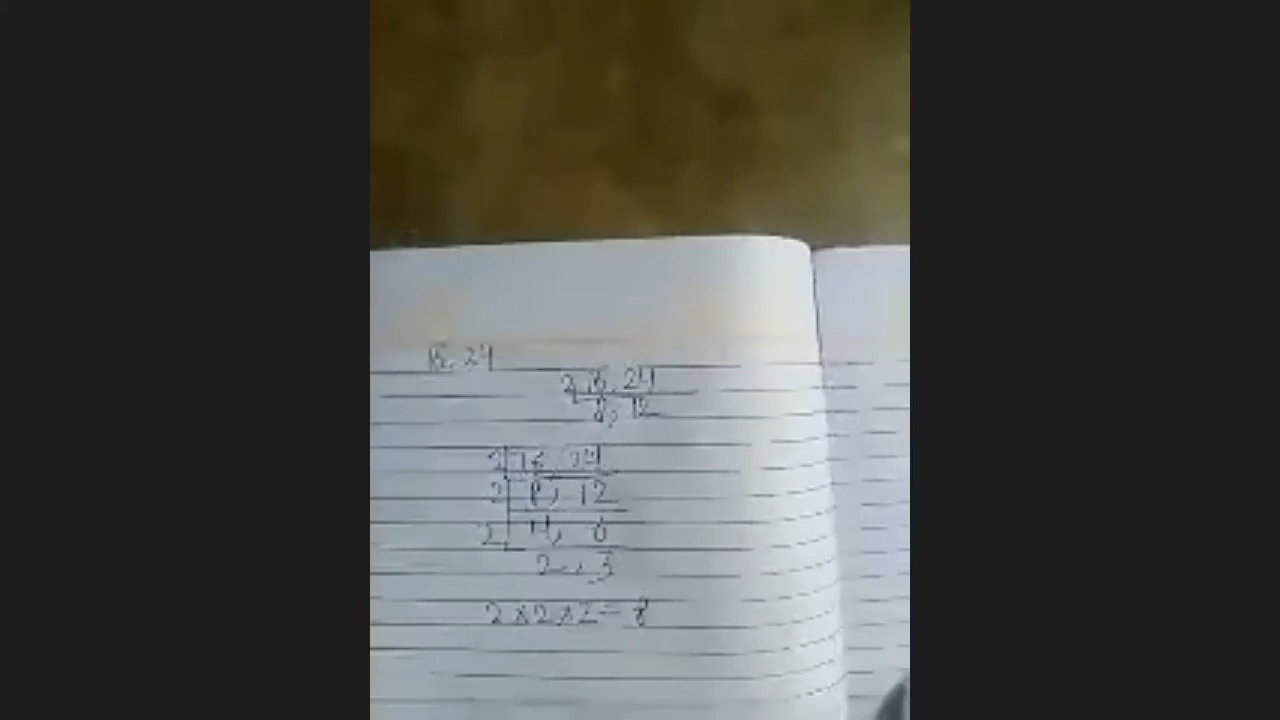 16, 24
2 16, 24
8, 12
2 16, 24
2 8, 12
2 4, 6
2, 3
2 × 2 × 2 = 8